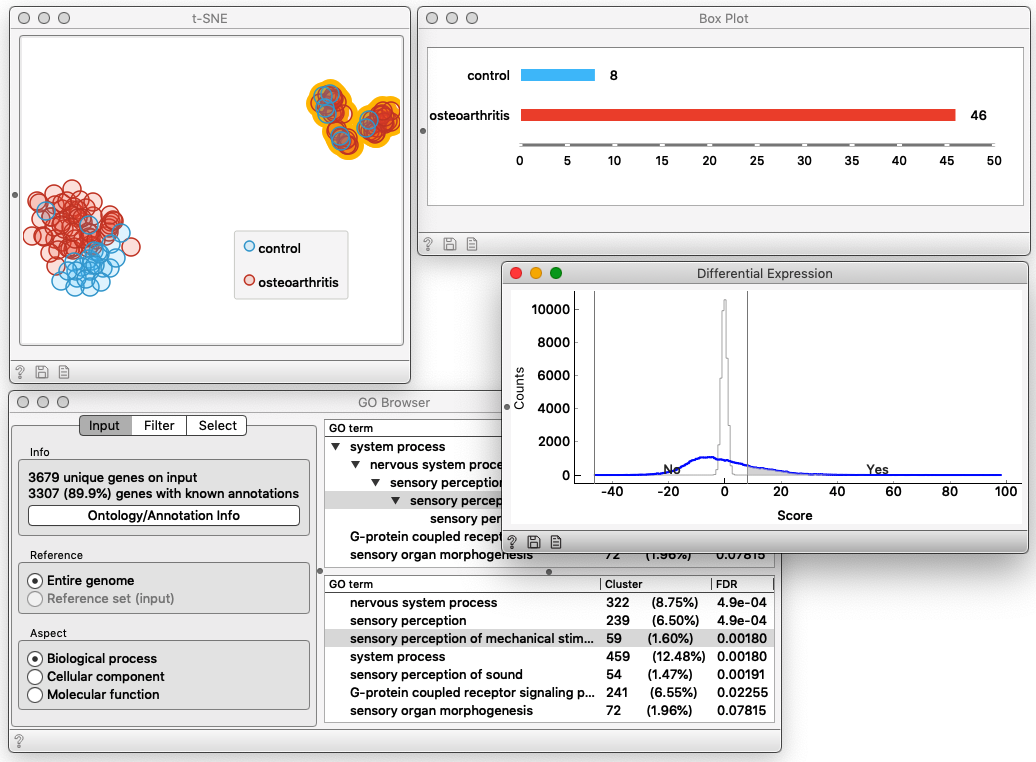 t-SNE
control
osteoarthritis
?
Box Plot
control 8
osteoarthritis 46
0 5 10 15 20 25 30 35 40 45 50
?
Differential Expression
10000
8000
6000
4000
2000
0
Counts
No Yes
-40 -20 0 20 40 60 80 100
Score
?
GO Browser
Input Filter Select
Info
3679 unique genes on input
3307 (89.9%) genes with known annotations
Ontology/Annotation Info
Reference
Entire genome
Reference set (input)
Aspect
Biological process
Cellular component
Molecular function
GO term
system process
nervous system proce
sensory perception
sensory percep
sensory per
G-protein coupled recept
sensory organ morphogenesis 72 (1.96%) 0.07815
GO term Cluster FDR
nervous system process 322 (8.75%) 4.9e-04
sensory perception 239 (6.50%) 4.9e-04
sensory perception of mechanical stim... 59 (1.60%) 0.00180
system process 459 (12.48%) 0.00180
sensory perception of sound 54 (1.47%) 0.00191
G-protein coupled receptor signaling p... 241 (6.55%) 0.02255
sensory organ morphogenesis 72 (1.96%) 0.07815
?